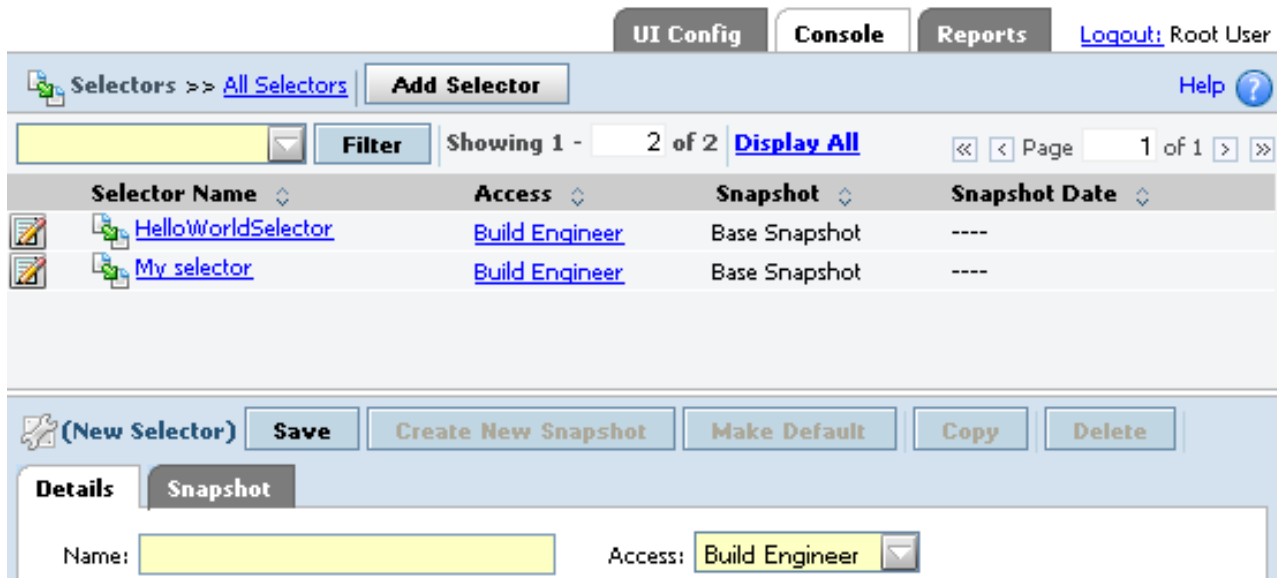 UI Config Console Reports Logout: Root User
Selectors >> All Selectors Add Selector Help ?
Filter Showing 1 - 2 of 2 Display All << < Page 1 of 1 > >>
Selector Name Access Snapshot Snapshot Date
HelloWorldSelector Build Engineer Base Snapshot ----
My selector Build Engineer Base Snapshot ----
(New Selector) Save Create New Snapshot Make Default Copy Delete
Details Snapshot
Name: Access: Build Engineer